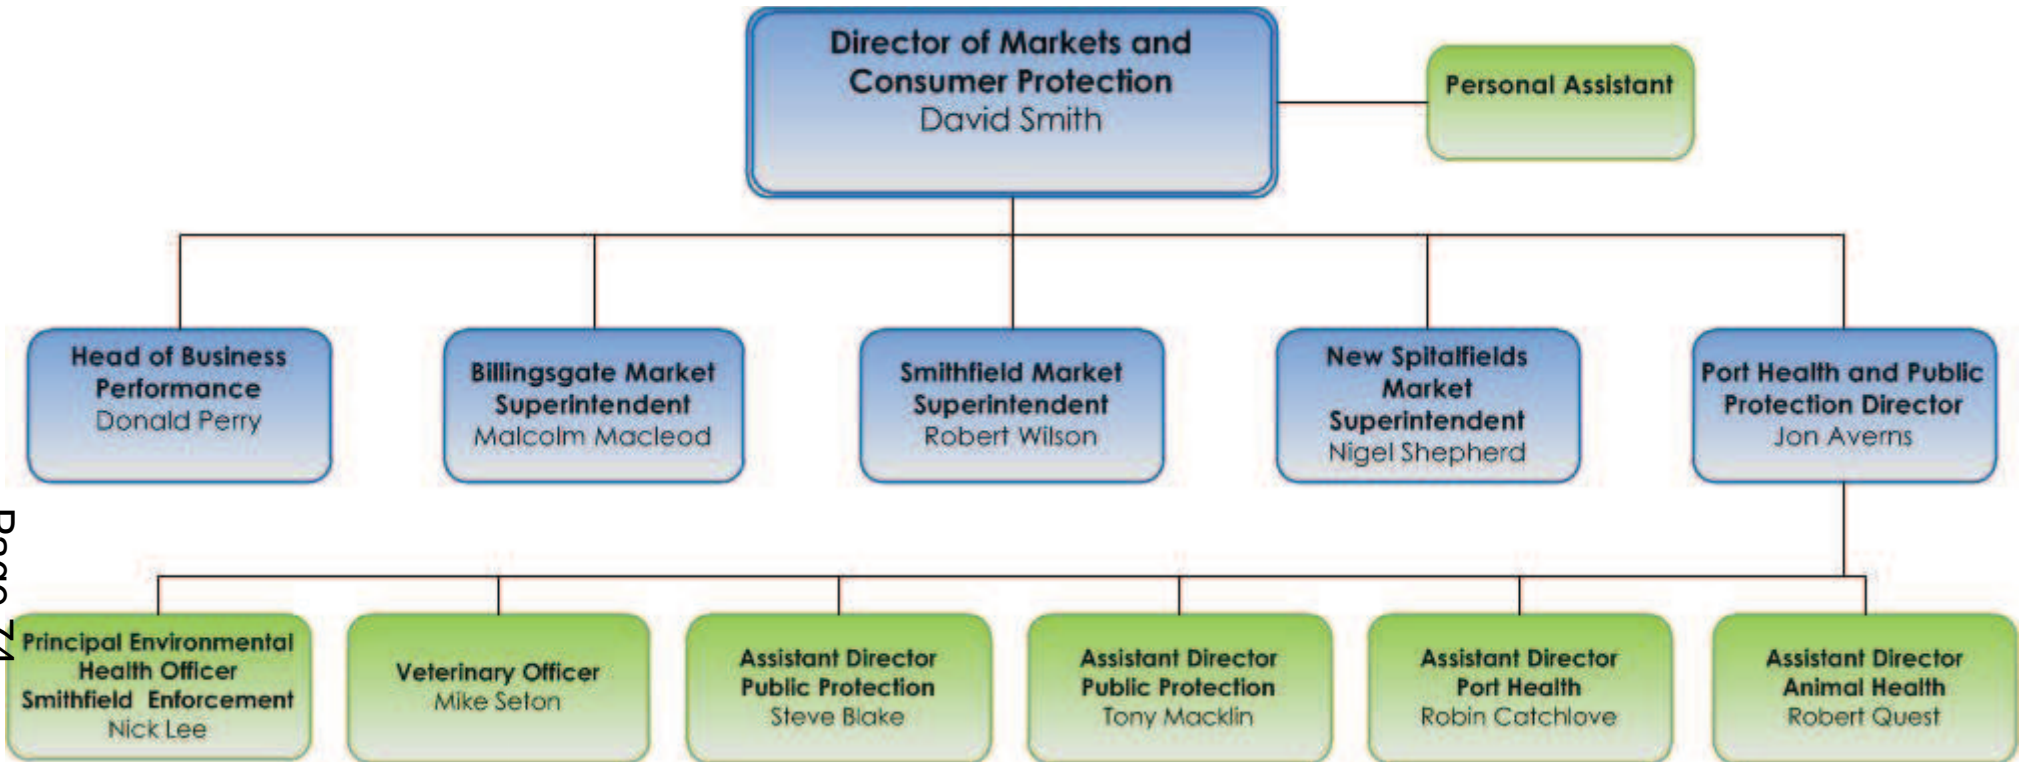 Director of Markets and
Consumer Protection
David Smith
Personal Assistant
Head of Business
Performance
Donald Perry
Billingsgate Market
Superintendent
Malcolm Macleod
Smithfield Market
Superintendent
Robert Wilson
New Spitalfields
Market
Superintendent
Nigel Shepherd
Port Health and Public
Protection Director
Jon Averns
Principal Environmental
Health Officer
Smithfield Enforcement
Nick Lee
Veterinary Officer
Mike Seton
Assistant Director
Public Protection
Steve Blake
Assistant Director
Public Protection
Tony Macklin
Assistant Director
Port Health
Robin Catchlove
Assistant Director
Animal Health
Robert Quest
Page 74